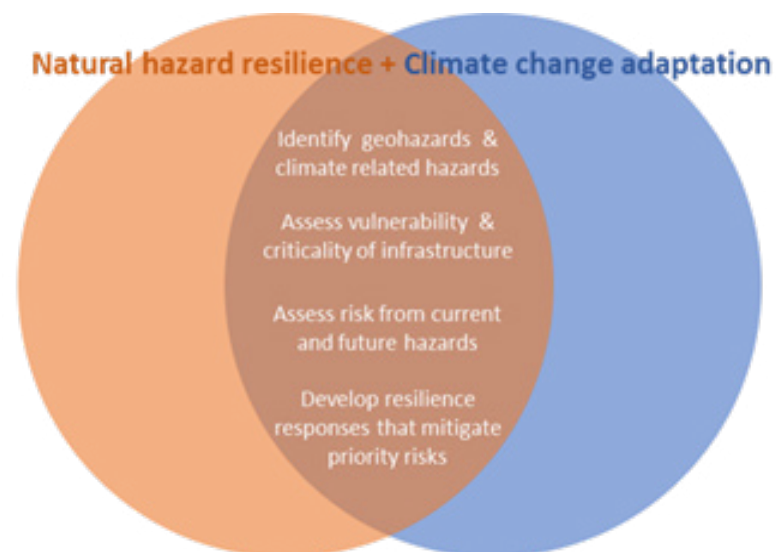 Natural hazard resilience + Climate change adaptation
Identify geohazards &
climate related hazards
Assess vulnerability &
criticality of infrastructure
Assess risk from current
and future hazards
Develop resilience
responses that mitigate
priority risks